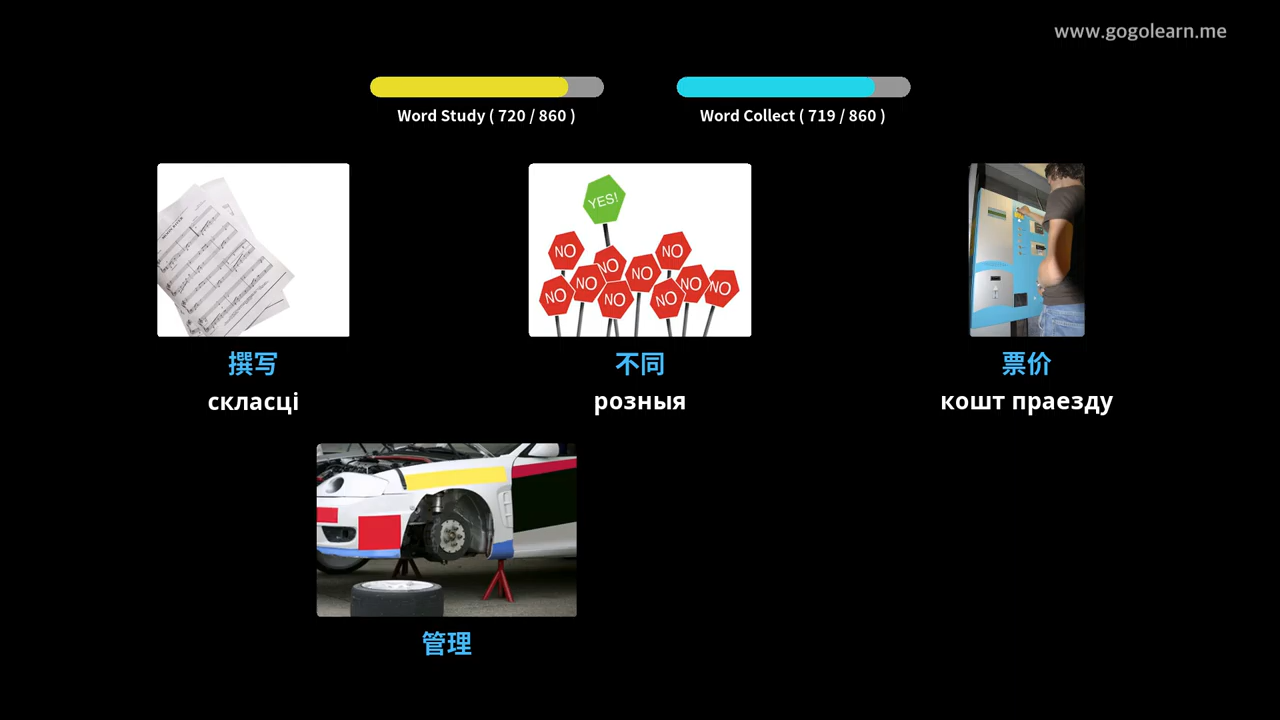 www.gogolearn.me
Word Study ( 720 / 860 )
Word Collect ( 719 / 860 )
YES!
NO
NO
NO
NO
NO
NO
NO
NO
NO
NO
撰写
不同
票价
скласці
розныя
кошт праезду
管理